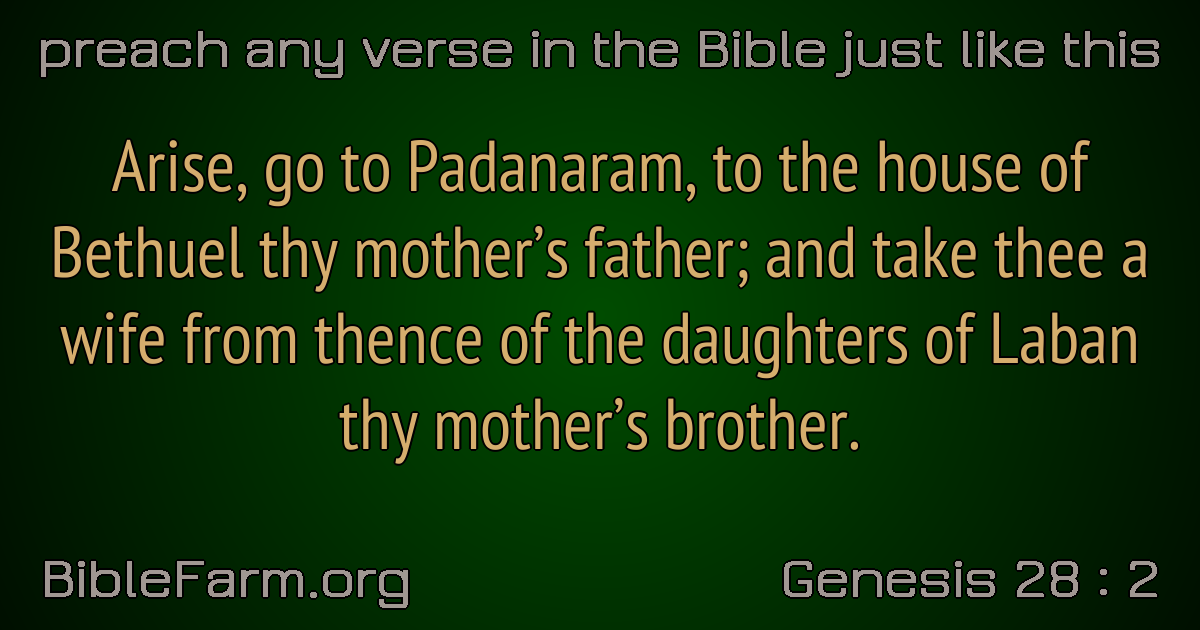 preach any verse in the Bible just like this
Arise, go to Padanaram, to the house of
Bethuel thy mother’s father; and take thee a
wife from thence of the daughters of Laban
thy mother’s brother.
BibleFarm.org
Genesis 28 : 2